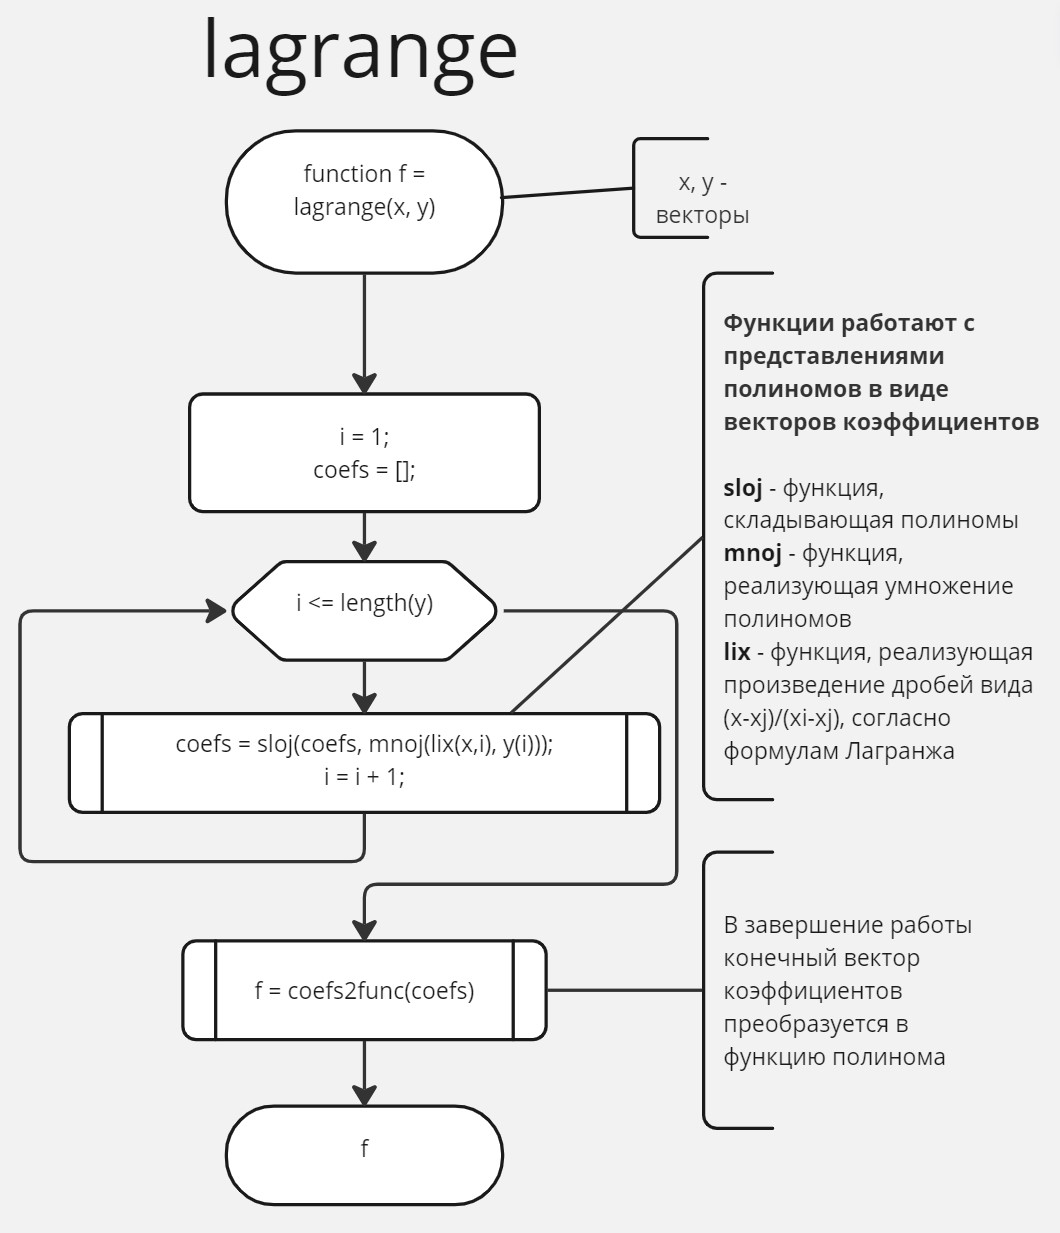 lagrange
function f =
lagrange(x, y)
x, y -
векторы
i = 1;
coefs = [];
i <= length(y)
coefs = sloj(coefs, mnoj(lix(x,i), y(i)));
i = i + 1;
Функции работают с
представлениями
полиномов в виде
векторов коэффициентов
sloj - функция,
складывающая полиномы
mnoj - функция,
реализующая умножение
полиномов
lix - функция, реализующая
произведение дробей вида
(x-xj)/(xi-xj), согласно
формулам Лагранжа
f = coefs2func(coefs)
В завершение работы
конечный вектор
коэффициентов
преобразуется в
функцию полинома
f